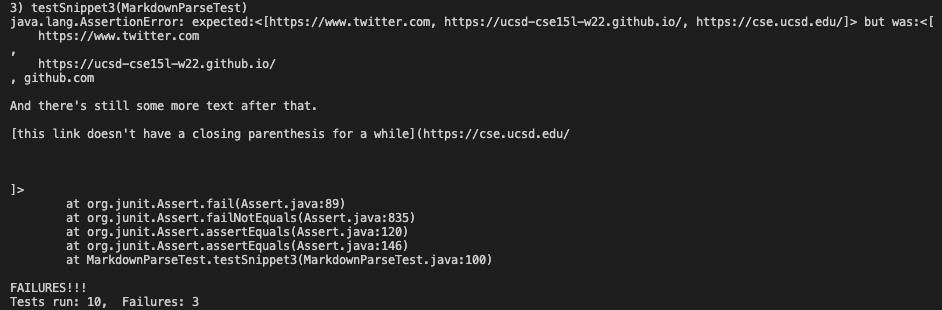 3) testSnippet3(MarkdownParseTest)
java.lang.AssertionError: expected:<[https://www.twitter.com, https://ucsd-cse15l-w22.github.io/, https://cse.ucsd.edu/]> but was:<[
    https://www.twitter.com
,
    https://ucsd-cse15l-w22.github.io/
, github.com
And there's still some more text after that.
[this link doesn't have a closing parenthesis for a while](https://cse.ucsd.edu/
]>
        at org.junit.Assert.fail(Assert.java:89)
        at org.junit.Assert.failNotEquals(Assert.java:835)
        at org.junit.Assert.assertEquals(Assert.java:120)
        at org.junit.Assert.assertEquals(Assert.java:146)
        at MarkdownParseTest.testSnippet3(MarkdownParseTest.java:100)
FAILURES!!!
Tests run: 10,  Failures: 3